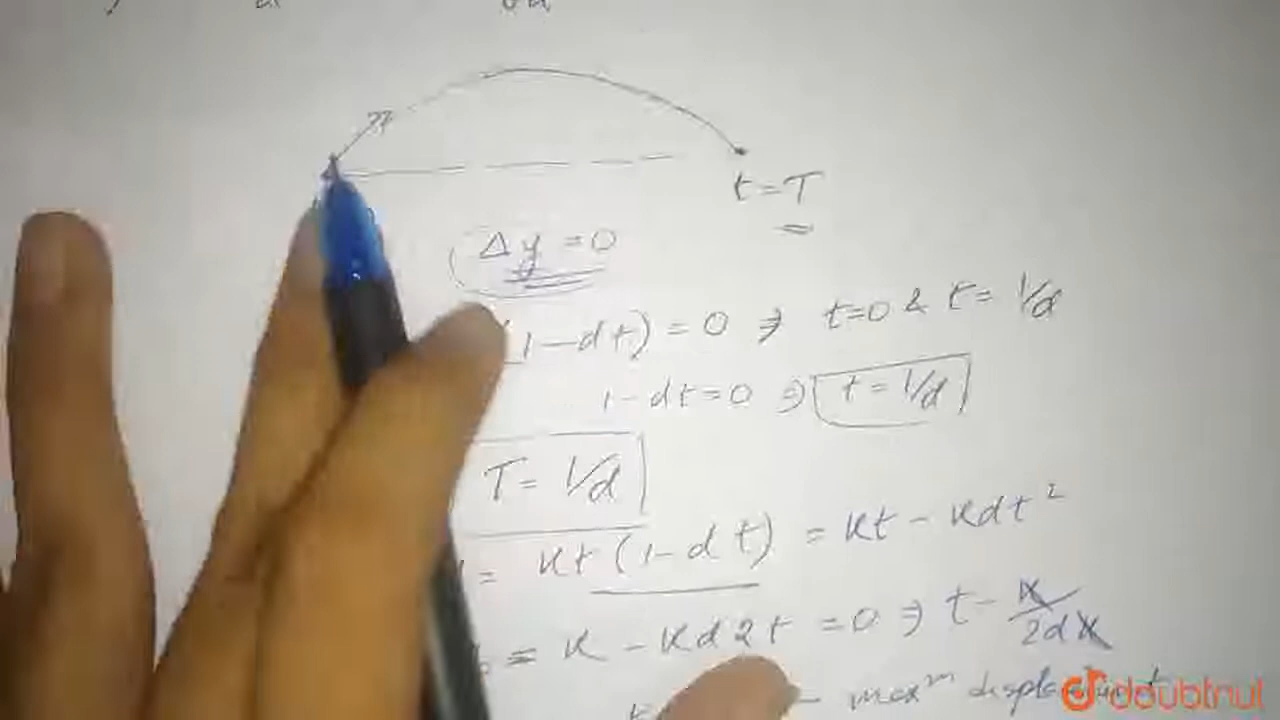 t=T
Δy=0
(1-dt)=0 ⇒ t=0 & t=1/d
1-dt=0 ⇒ t=1/d
T=1/d
= kt(1-dt) = kt-kdt²
= k-kd2t=0 ⇒ t- k/2dk
maxᵐ displacement
doubtnut